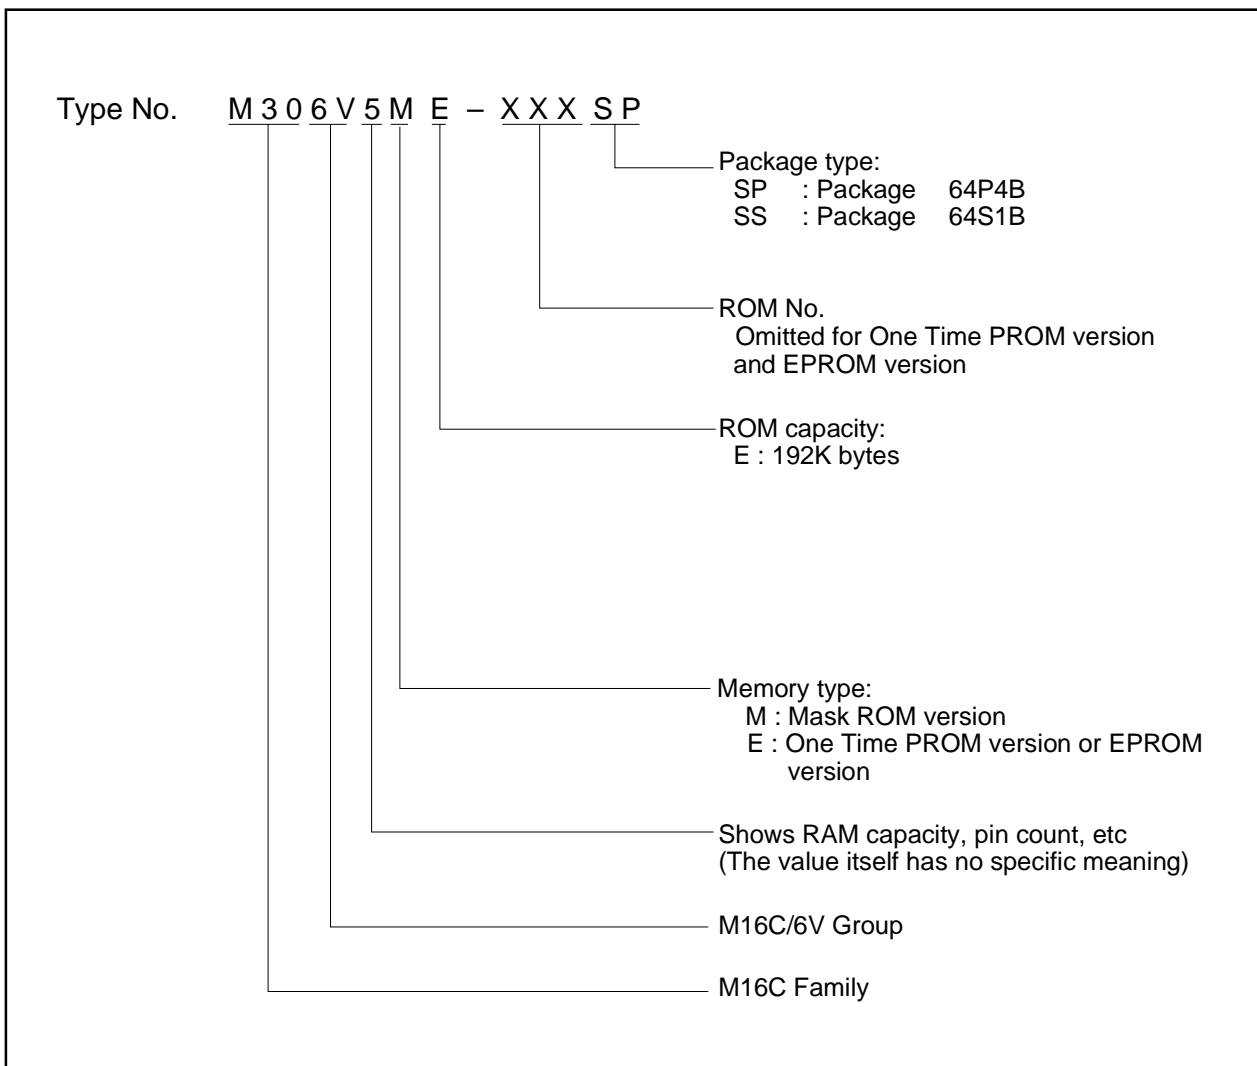 Type No. M 3 0 6 V 5 M E – X X X S P
Package type:
SP : Package 64P4B
SS : Package 64S1B
ROM No.
Omitted for One Time PROM version
and EPROM version
ROM capacity:
E : 192K bytes
Memory type:
M : Mask ROM version
E : One Time PROM version or EPROM
version
Shows RAM capacity, pin count, etc
(The value itself has no specific meaning)
M16C/6V Group
M16C Family